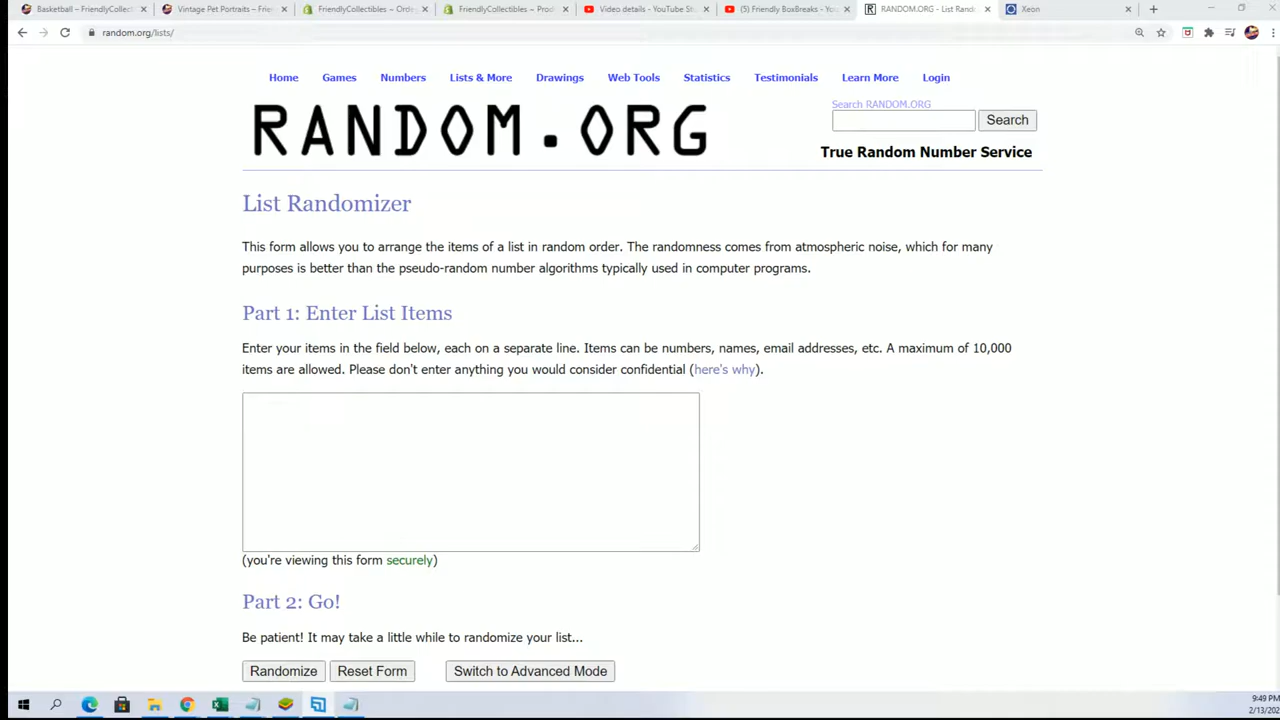 Basketball – FriendlyCollect
Vintage Pet Portraits – Frien
FriendlyCollectibles ~ Orde
FriendlyCollectibles ~ Prod
Video details - YouTube Stu
(5) Friendly BoxBreaks - You
RANDOM.ORG - List Rando
Xeon
random.org/lists/
Home Games Numbers Lists & More Drawings Web Tools Statistics Testimonials Learn More Login
RANDOM.ORG
Search RANDOM.ORG
Search
True Random Number Service
List Randomizer
This form allows you to arrange the items of a list in random order. The randomness comes from atmospheric noise, which for many
purposes is better than the pseudo-random number algorithms typically used in computer programs.
Part 1: Enter List Items
Enter your items in the field below, each on a separate line. Items can be numbers, names, email addresses, etc. A maximum of 10,000
items are allowed. Please don't enter anything you would consider confidential (here's why).
(you're viewing this form securely)
Part 2: Go!
Be patient! It may take a little while to randomize your list...
Randomize Reset Form Switch to Advanced Mode
9:49 PM
2/13/202